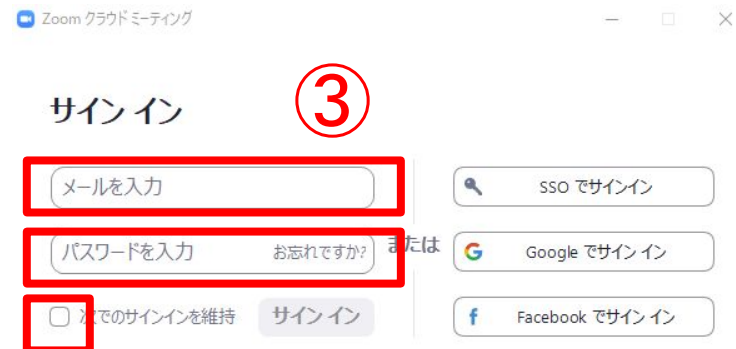 Zoom クラウド ミーティング
サイン イン
③
メールを入力
パスワードを入力 お忘れですか?
次でのサインインを維持 サイン イン
または
SSO でサインイン
Google でサイン イン
Facebook でサイン イン